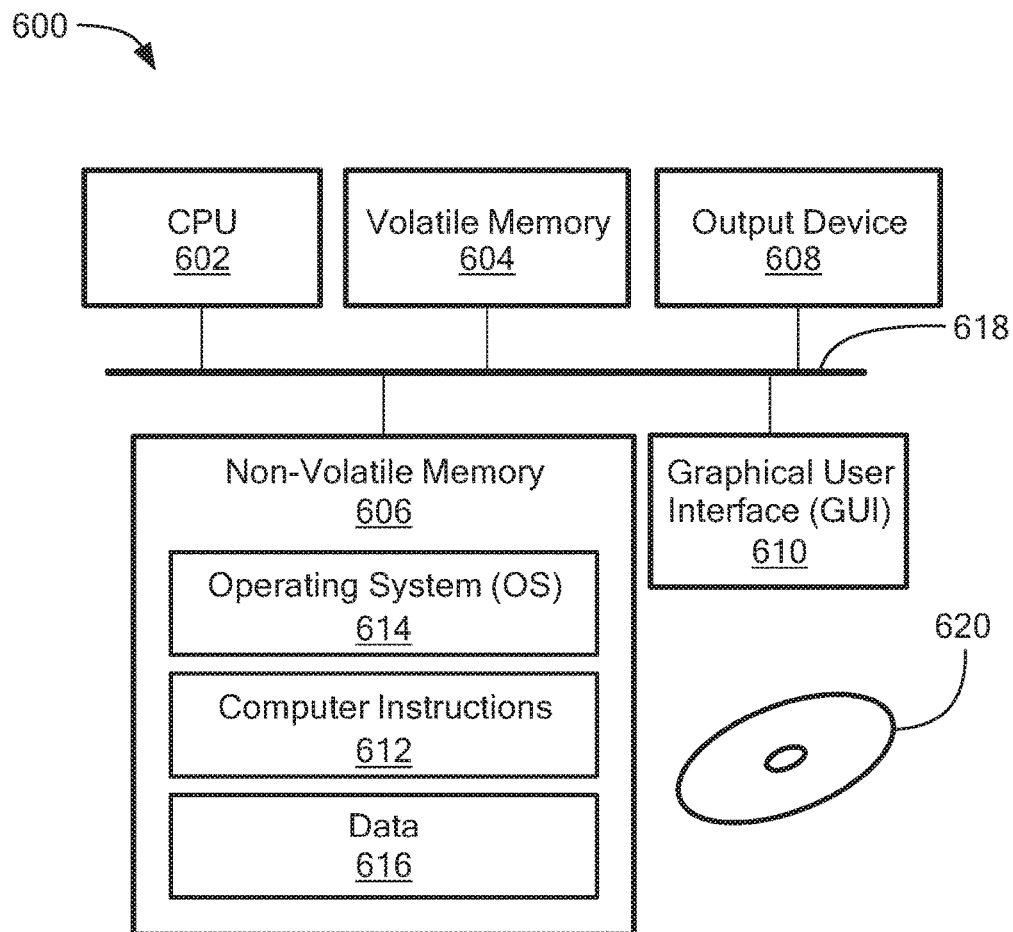 600
CPU
602
Volatile Memory
604
Output Device
608
618
Non-Volatile Memory
606
Graphical User
Interface (GUI)
610
Operating System (OS)
614
Computer Instructions
612
Data
616
620